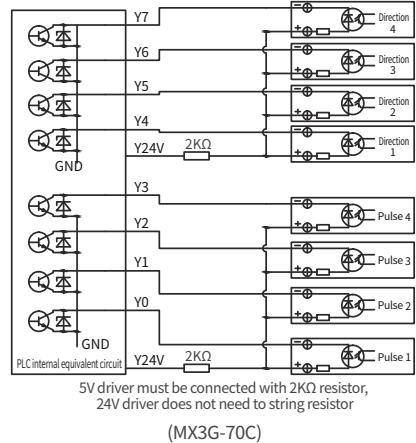 Y7
Direction
4
Y6
Direction
3
Y5
Direction
2
Y4
Direction
1
Y24V
2KΩ
GND
Y3
Pulse 4
Y2
Pulse 3
Y1
Pulse 2
Y0
Pulse 1
GND
PLC internal equivalent circuit
Y24V
2KΩ
5V driver must be connected with 2KΩ resistor,
24V driver does not need to string resistor
(MX3G-70C)